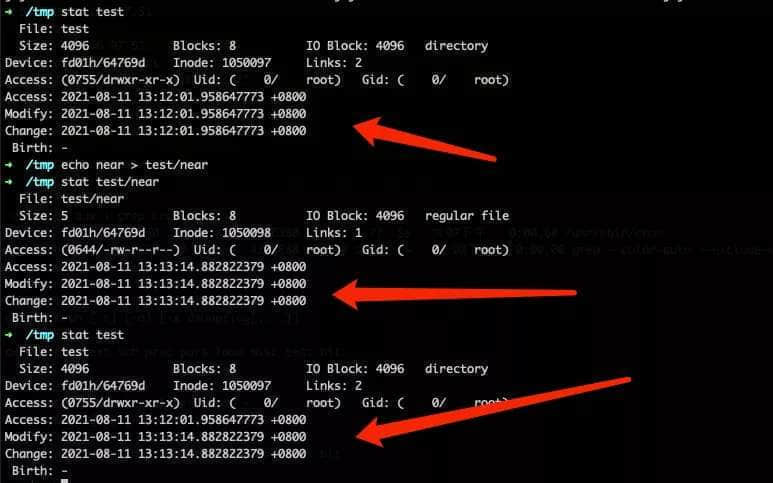 ➜  /tmp stat test
  File: test
  Size: 4096            Blocks: 8          IO Block: 4096   directory
Device: fd01h/64769d    Inode: 1050097     Links: 2
Access: (0755/drwxr-xr-x)  Uid: (    0/    root)   Gid: (    0/    root)
Access: 2021-08-11 13:12:01.958647773 +0800
Modify: 2021-08-11 13:12:01.958647773 +0800
Change: 2021-08-11 13:12:01.958647773 +0800
 Birth: -
➜  /tmp echo near > test/near
➜  /tmp stat test/near
  File: test/near
  Size: 5               Blocks: 8          IO Block: 4096   regular file
Device: fd01h/64769d    Inode: 1050098     Links: 1
Access: (0644/-rw-r--r--)  Uid: (    0/    root)   Gid: (    0/    root)
Access: 2021-08-11 13:13:14.882822379 +0800
Modify: 2021-08-11 13:13:14.882822379 +0800
Change: 2021-08-11 13:13:14.882822379 +0800
 Birth: -
➜  /tmp stat test
  File: test
  Size: 4096            Blocks: 8          IO Block: 4096   directory
Device: fd01h/64769d    Inode: 1050097     Links: 2
Access: (0755/drwxr-xr-x)  Uid: (    0/    root)   Gid: (    0/    root)
Access: 2021-08-11 13:12:01.958647773 +0800
Modify: 2021-08-11 13:13:14.882822379 +0800
Change: 2021-08-11 13:13:14.882822379 +0800
 Birth: -